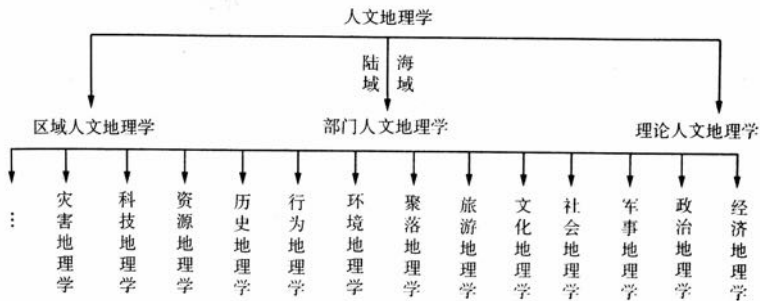 人文地理学
陆域
海域
区域人文地理学
部门人文地理学
理论人文地理学
…
灾害地理学
科技地理学
资源地理学
历史地理学
行为地理学
环境地理学
聚落地理学
旅游地理学
文化地理学
社会地理学
军事地理学
政治地理学
经济地理学